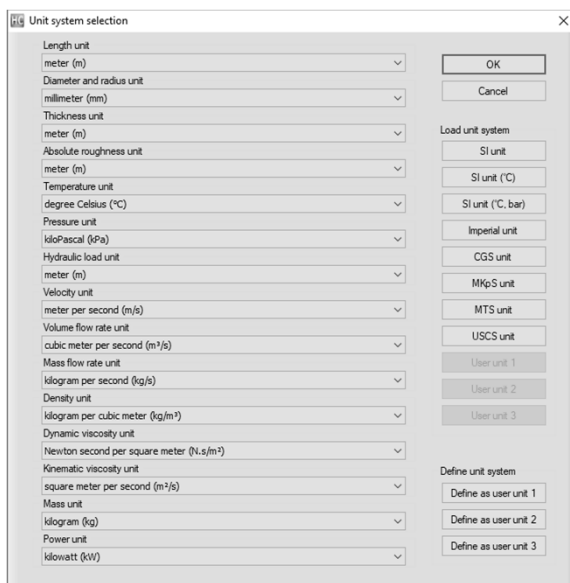 HC Unit system selection
Length unit
meter (m)
Diameter and radius unit
millimeter (mm)
Thickness unit
meter (m)
Absolute roughness unit
meter (m)
Temperature unit
degree Celsius (ºC)
Pressure unit
kiloPascal (kPa)
Hydraulic load unit
meter (m)
Velocity unit
meter per second (m/s)
Volume flow rate unit
cubic meter per second (m³/s)
Mass flow rate unit
kilogram per second (kg/s)
Density unit
kilogram per cubic meter (kg/m³)
Dynamic viscosity unit
Newton second per square meter (N.s/m²)
Kinematic viscosity unit
square meter per second (m²/s)
Mass unit
kilogram (kg)
Power unit
kilowatt (kW)
OK
Cancel
Load unit system
SI unit
SI unit (°C)
SI unit (°C, bar)
Imperial unit
CGS unit
MKpS unit
MTS unit
USCS unit
User unit 1
User unit 2
User unit 3
Define unit system
Define as user unit 1
Define as user unit 2
Define as user unit 3